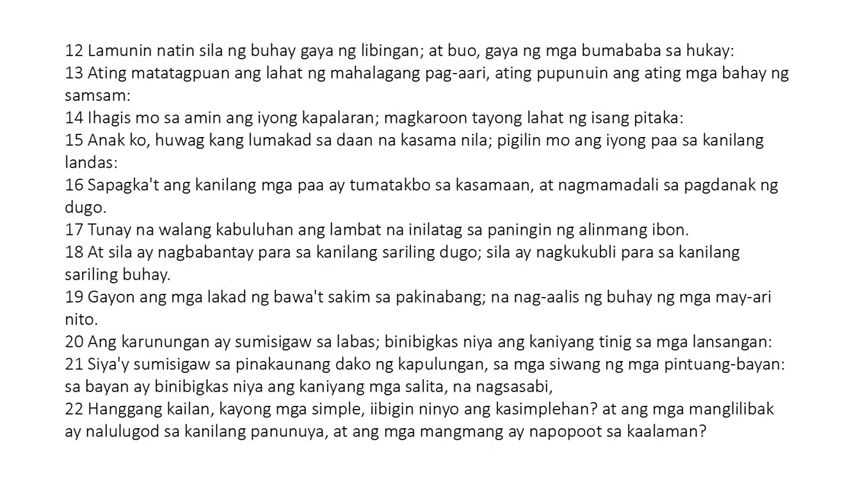 12 Lamunin natin sila ng buhay gaya ng libingan; at buo, gaya ng mga bumababa sa hukay:
13 Ating matatagpuan ang lahat ng mahalagang pag-aari, ating pupunuin ang ating mga bahay ng
samsam:
14 Ihagis mo sa amin ang iyong kapalaran; magkaroon tayong lahat ng isang pitaka:
15 Anak ko, huwag kang lumakad sa daan na kasama nila; pigilin mo ang iyong paa sa kanilang
landas:
16 Sapagka't ang kanilang mga paa ay tumatakbo sa kasamaan, at nagmamadali sa pagdanak ng
dugo.
17 Tunay na walang kabuluhan ang lambat na inilatag sa paningin ng alinmang ibon.
18 At sila ay nagbabantay para sa kanilang sariling dugo; sila ay nagkukubli para sa kanilang
sariling buhay.
19 Gayon ang mga lakad ng bawa't sakim sa pakinabang; na nag-aalis ng buhay ng mga may-ari
nito.
20 Ang karunungan ay sumisigaw sa labas; binibigkas niya ang kaniyang tinig sa mga lansangan:
21 Siya'y sumisigaw sa pinakaunang dako ng kapulungan, sa mga siwang ng mga pintuang-bayan:
sa bayan ay binibigkas niya ang kaniyang mga salita, na nagsasabi,
22 Hanggang kailan, kayong mga simple, iibigin ninyo ang kasimplehan? at ang mga manglilibak
ay nalulugod sa kanilang panunuya, at ang mga mangmang ay napopoot sa kaalaman?